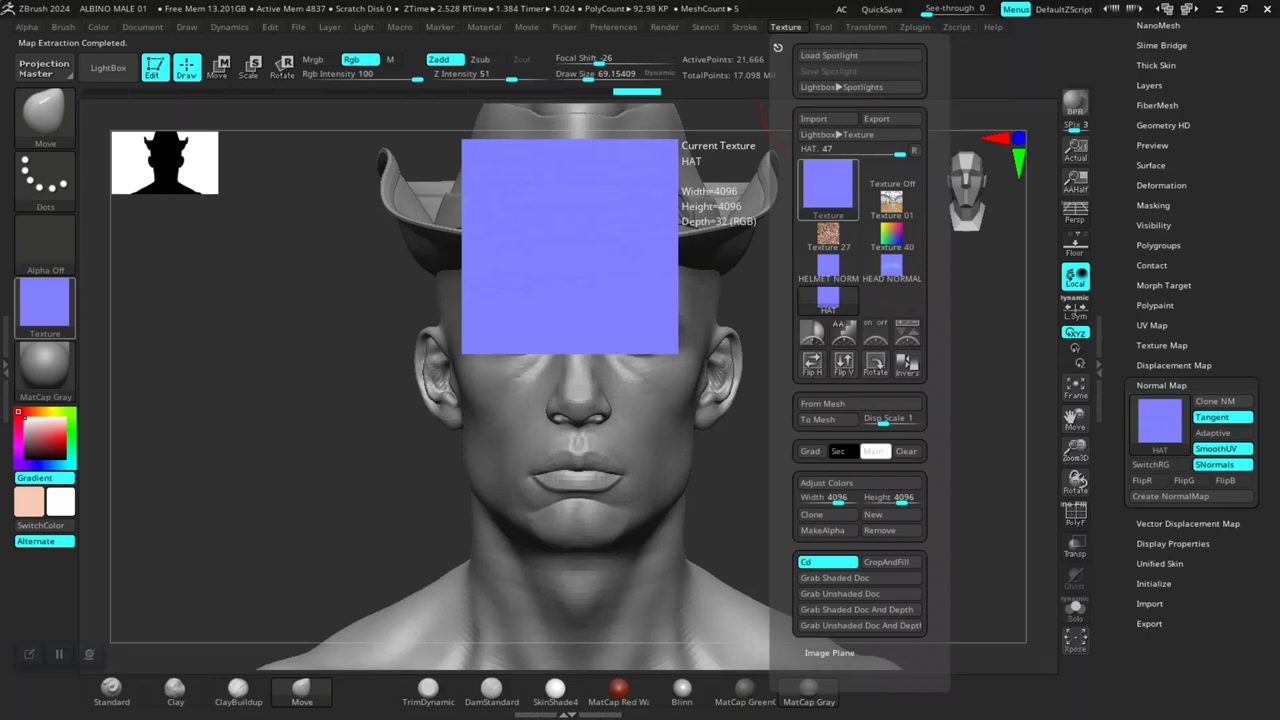 ZBrush 2024 ALBINO MALE 01 • Free Mem 13.201GB • Active Mem 4837 • Scratch Disk 0 • ZTime▶2.528 RTime▶1.384 Timer▶1.024 • PolyCount▶92.98 KP • MeshCount▶5
AC QuickSave See-through 0 Menus DefaultZScript
Alpha Brush Color Document Draw Dynamics Edit File Layer Light Macro Marker Material Movie Picker Preferences Render Stencil Stroke Texture Tool Transform Zplugin Zscript Help
Map Extraction Completed.
Projection
Master
LightBox
Edit
Draw
Move
Scale
Rotate
Mrgb Rgb M
Rgb Intensity 100
Zadd Zsub Zcut
Z Intensity 51
Focal Shift -26
Draw Size 69.15409 Dynamic
ActivePoints: 21,666
TotalPoints: 17.098 Mil
Move
Dots
Alpha Off
Texture
MatCap Gray
Gradient
SwitchColor
Alternate
Current Texture
HAT
Width=4096
Height=4096
Depth=32 (RGB)
Load Spotlight
Save Spotlight
Lightbox▶Spotlights
Import Export
Lightbox▶Texture
HAT. 47 R
Texture
Texture Off
Texture 01
Texture 27 Texture 40
HELMET NORM HEAD NORMAL
HAT
AA
on off
Flip H Flip V Rotate Invers
From Mesh
To Mesh Disp Scale 1
Grad Sec Main Clear
Adjust Colors
Width 4096 Height 4096
Clone New
MakeAlpha Remove
Cd CropAndFill
Grab Shaded Doc
Grab Unshaded Doc
Grab Shaded Doc And Depth
Grab Unshaded Doc And Depth
Image Plane
BPR
SPix 3
Actual
AAHalf
Persp
Floor
Local
Dynamic
L.Sym
XYZ
Frame
Move
Zoom3D
Rotate
PolyF
Transp
Ghost
Dynamic
Solo
Xpose
NanoMesh
Slime Bridge
Thick Skin
Layers
FiberMesh
Geometry HD
Preview
Surface
Deformation
Masking
Visibility
Polygroups
Contact
Morph Target
Polypaint
UV Map
Texture Map
Displacement Map
Normal Map
HAT
Clone NM
Tangent
Adaptive
SmoothUV
SwitchRG SNormals
FlipR FlipG FlipB
Create NormalMap
Vector Displacement Map
Display Properties
Unified Skin
Initialize
Import
Export
Standard Clay ClayBuildup Move TrimDynamic DamStandard SkinShade4 MatCap Red Wa Blinn MatCap GreenC MatCap Gray